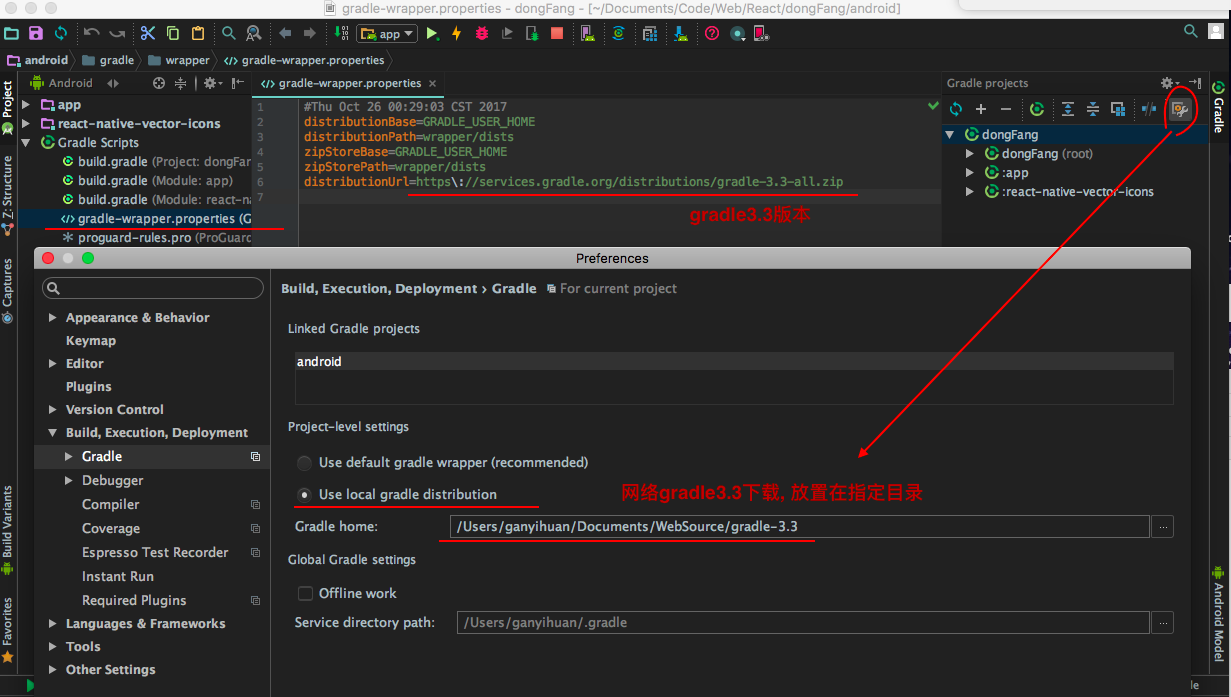 gradle-wrapper.properties - dongFang - [~/Documents/Code/Web/React/dongFang/android]
app
android
gradle
wrapper
gradle-wrapper.properties
Project
Z: Structure
Captures
Build Variants
Favorites
Android
app
react-native-vector-icons
Gradle Scripts
build.gradle (Project: dongFan
build.gradle (Module: app)
build.gradle (Module: react-na
gradle-wrapper.properties (G
proguard-rules.pro (ProGuard
gradle-wrapper.properties
1 #Thu Oct 26 00:29:03 CST 2017
2 distributionBase=GRADLE_USER_HOME
3 distributionPath=wrapper/dists
4 zipStoreBase=GRADLE_USER_HOME
5 zipStorePath=wrapper/dists
6 distributionUrl=https\://services.gradle.org/distributions/gradle-3.3-all.zip
7
gradle3.3版本
Gradle projects
dongFang
dongFang (root)
:app
:react-native-vector-icons
Gradle
Android Model
Preferences
Appearance & Behavior
Keymap
Editor
Plugins
Version Control
Build, Execution, Deployment
Gradle
Debugger
Compiler
Coverage
Espresso Test Recorder
Instant Run
Required Plugins
Languages & Frameworks
Tools
Other Settings
Build, Execution, Deployment › Gradle For current project
Linked Gradle projects
android
Project-level settings
Use default gradle wrapper (recommended)
Use local gradle distribution
网络gradle3.3下载, 放置在指定目录
Gradle home: /Users/ganyihuan/Documents/WebSource/gradle-3.3 ...
Global Gradle settings
Offline work
Service directory path: /Users/ganyihuan/.gradle ...